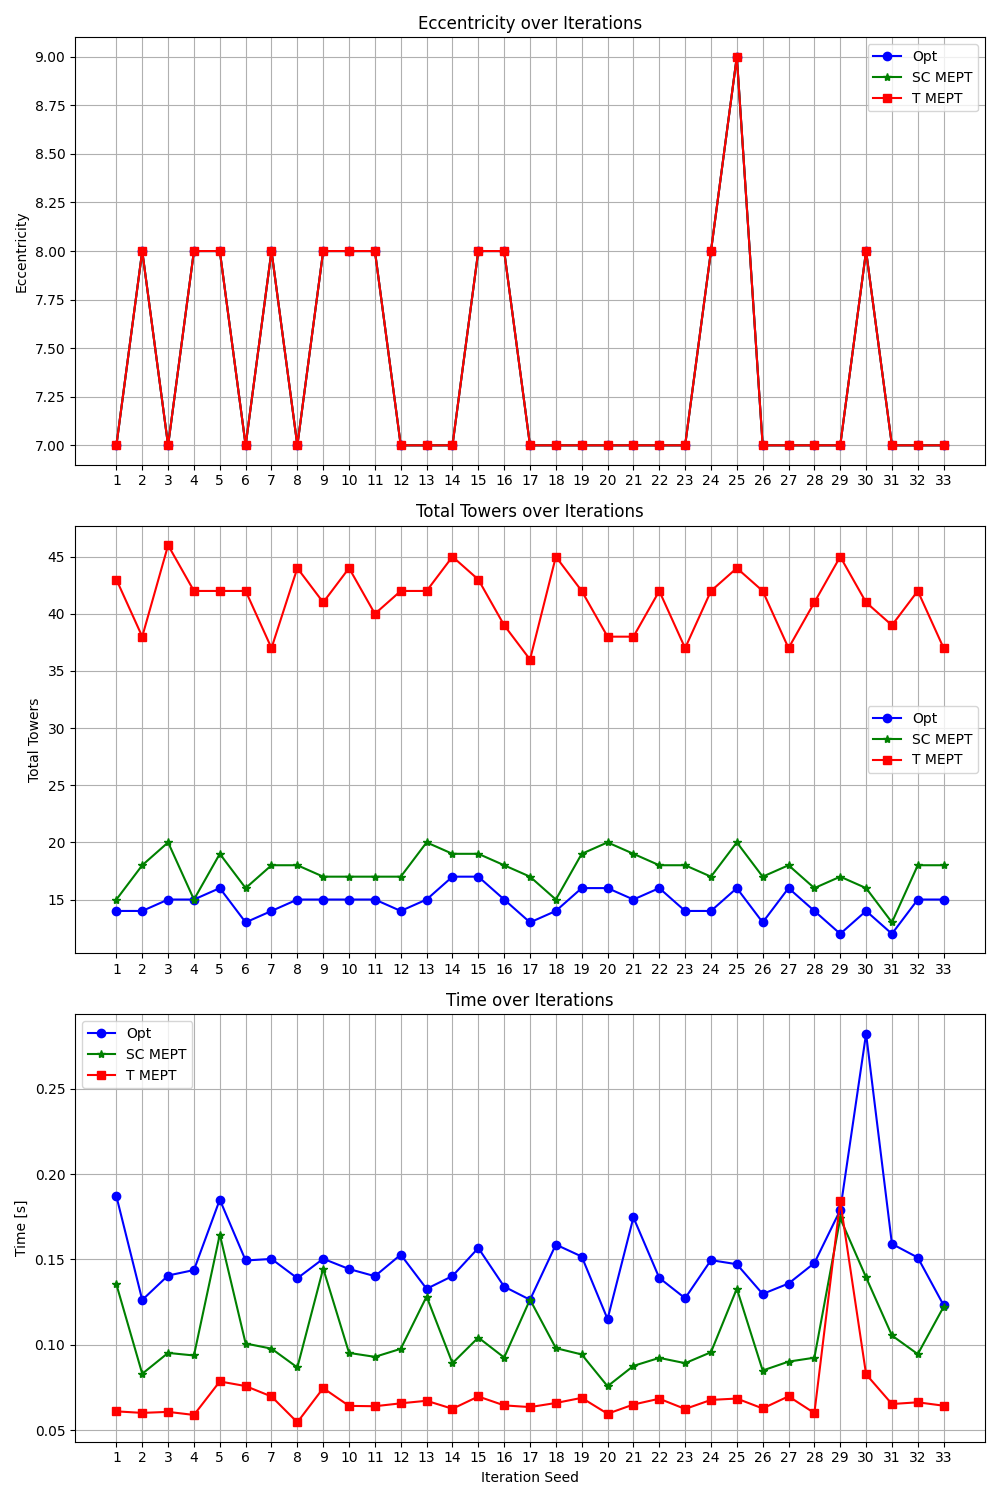 Eccentricity over Iterations
Eccentricity
9.00
8.75
8.50
8.25
8.00
7.75
7.50
7.25
7.00
Opt
SC MEPT
T MEPT
1 2 3 4 5 6 7 8 9 10 11 12 13 14 15 16 17 18 19 20 21 22 23 24 25 26 27 28 29 30 31 32 33
Total Towers over Iterations
Total Towers
45
40
35
30
25
20
15
Opt
SC MEPT
T MEPT
1 2 3 4 5 6 7 8 9 10 11 12 13 14 15 16 17 18 19 20 21 22 23 24 25 26 27 28 29 30 31 32 33
Time over Iterations
Time [s]
Opt
SC MEPT
T MEPT
0.25
0.20
0.15
0.10
0.05
1 2 3 4 5 6 7 8 9 10 11 12 13 14 15 16 17 18 19 20 21 22 23 24 25 26 27 28 29 30 31 32 33
Iteration Seed